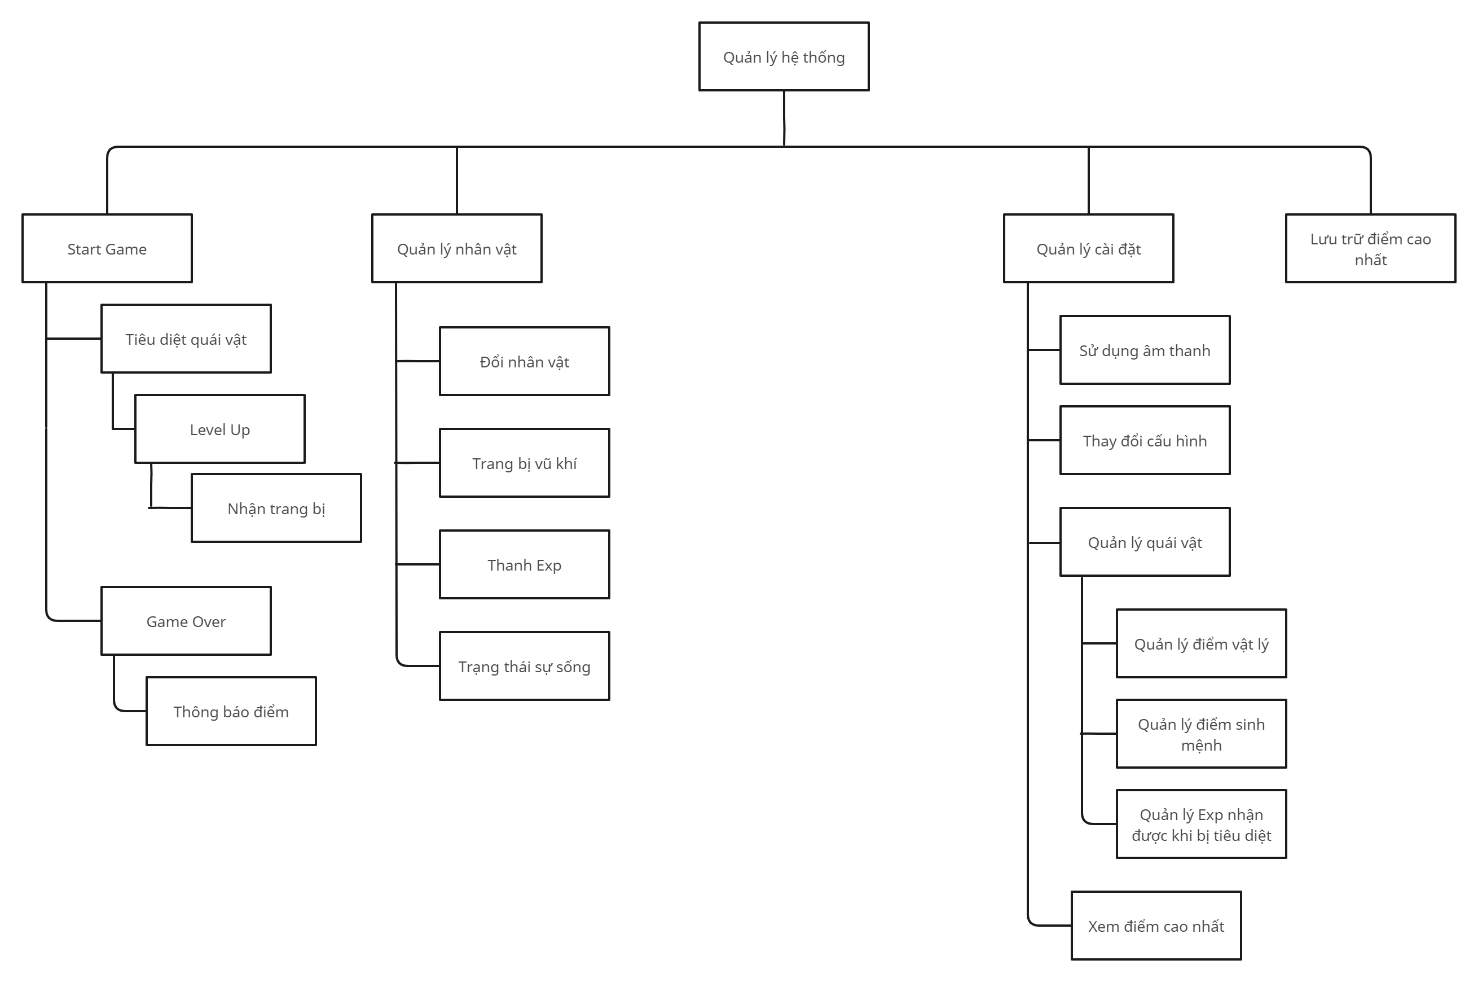 Quản lý hệ thống
Start Game
Quản lý nhân vật
Quản lý cài đặt
Lưu trữ điểm cao
nhất
Tiêu diệt quái vật
Level Up
Nhận trang bị
Game Over
Thông báo điểm
Đổi nhân vật
Trang bị vũ khí
Thanh Exp
Trạng thái sự sống
Sử dụng âm thanh
Thay đổi cấu hình
Quản lý quái vật
Quản lý điểm vật lý
Quản lý điểm sinh
mệnh
Quản lý Exp nhận
được khi bị tiêu diệt
Xem điểm cao nhất